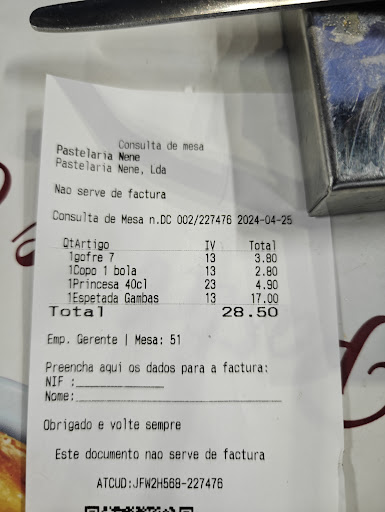 Consulta de mesa
Pastelaria Nene
Pastelaria Nene, Lda
Nao serve de factura
Consulta de Mesa n.DC 002/227476 2024-04-25
QtArtigo IV Total
1gofre 7 13 3.80
1Copo 1 bola 13 2.80
1Princesa 40cl 23 4.90
1Espetada Gambas 13 17.00
Total 28.50
Emp. Gerente | Mesa: 51
Preencha aqui os dados para a factura:
NIF :
Nome:
Obrigado e volte sempre
Este documento nao serve de factura
ATCUD:JFW2H568-227476